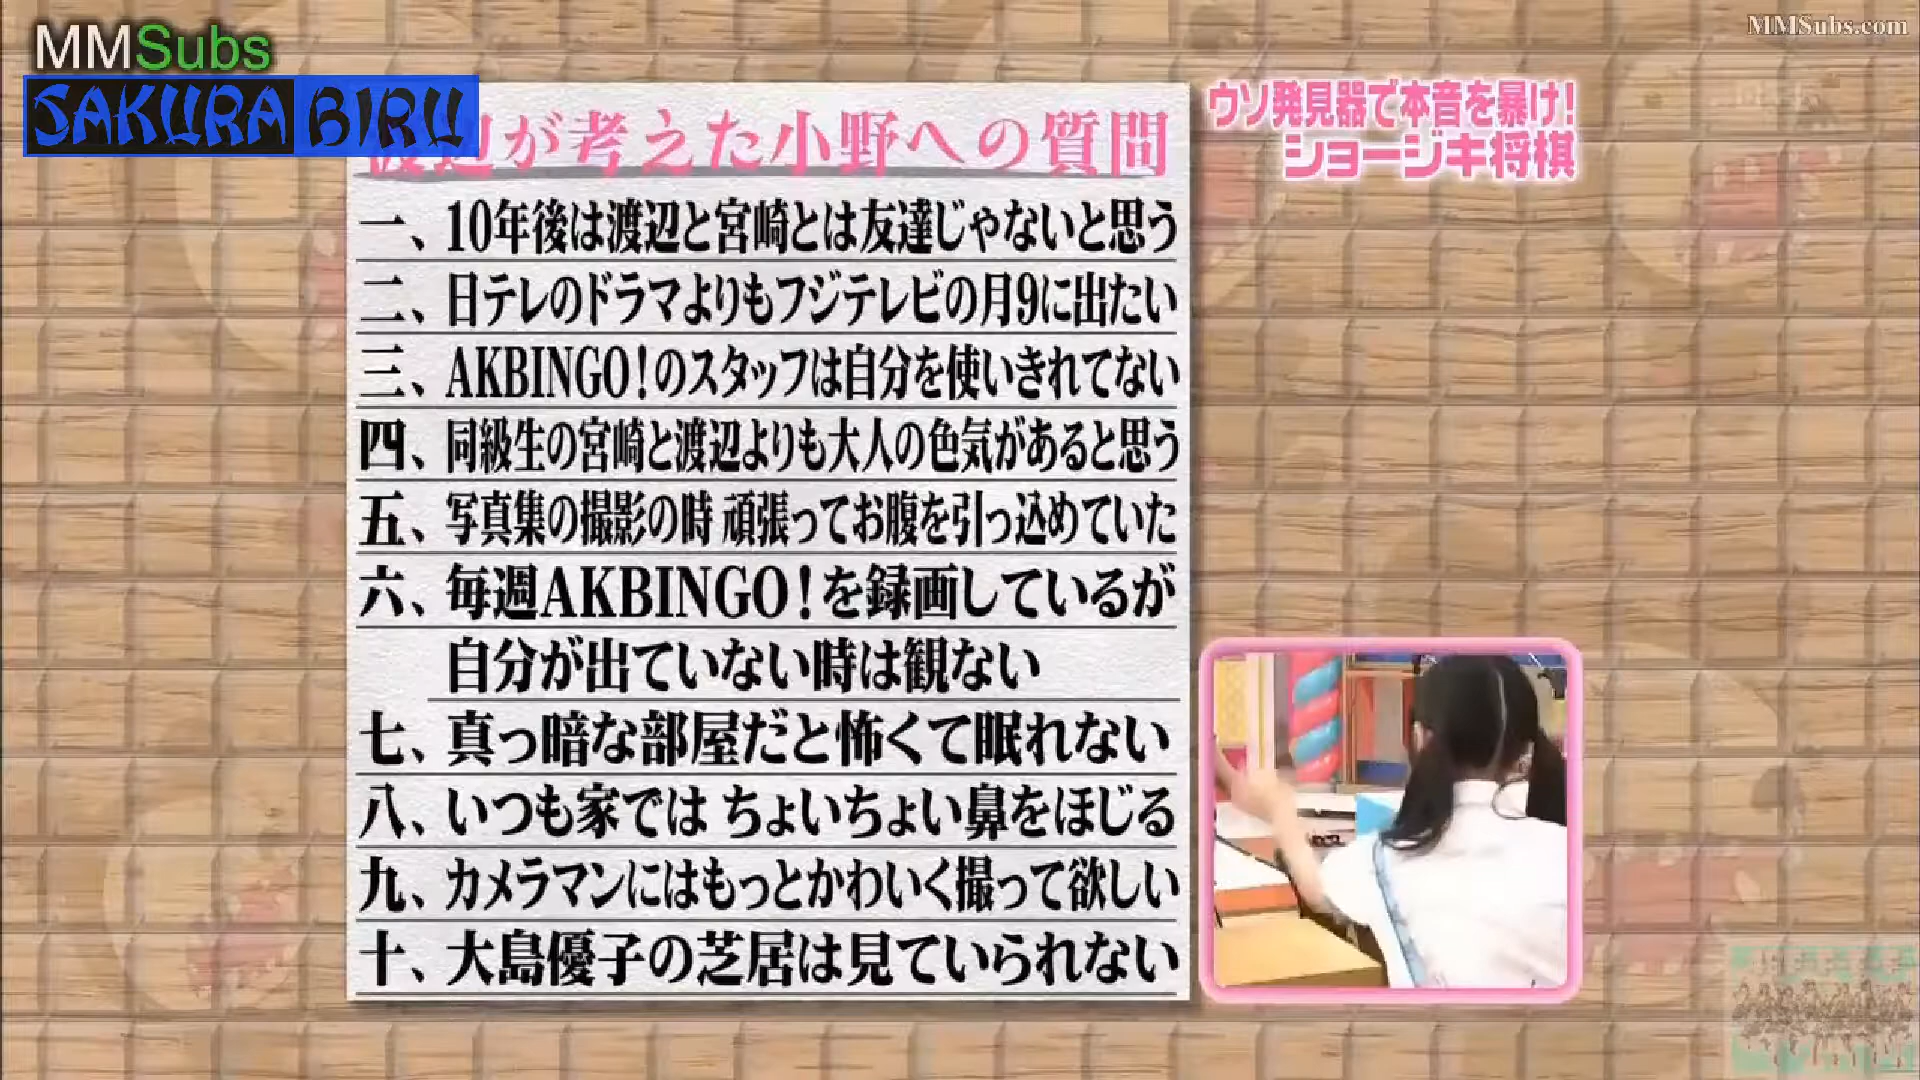 MMSubs
MMSubs.com
SAKURA BIRU
渡辺が考えた小野への質問
ウソ発見器で本音を暴け!
ショージキ将棋
一、10年後は渡辺と宮崎とは友達じゃないと思う
二、日テレのドラマよりもフジテレビの月9に出たい
三、AKBINGO!のスタッフは自分を使いきれてない
四、同級生の宮崎と渡辺よりも大人の色気があると思う
五、写真集の撮影の時 頑張ってお腹を引っ込めていた
六、毎週AKBINGO!を録画しているが
自分が出ていない時は観ない
七、真っ暗な部屋だと怖くて眠れない
八、いつも家では ちょいちょい鼻をほじる
九、カメラマンにはもっとかわいく撮って欲しい
十、大島優子の芝居は見ていられない